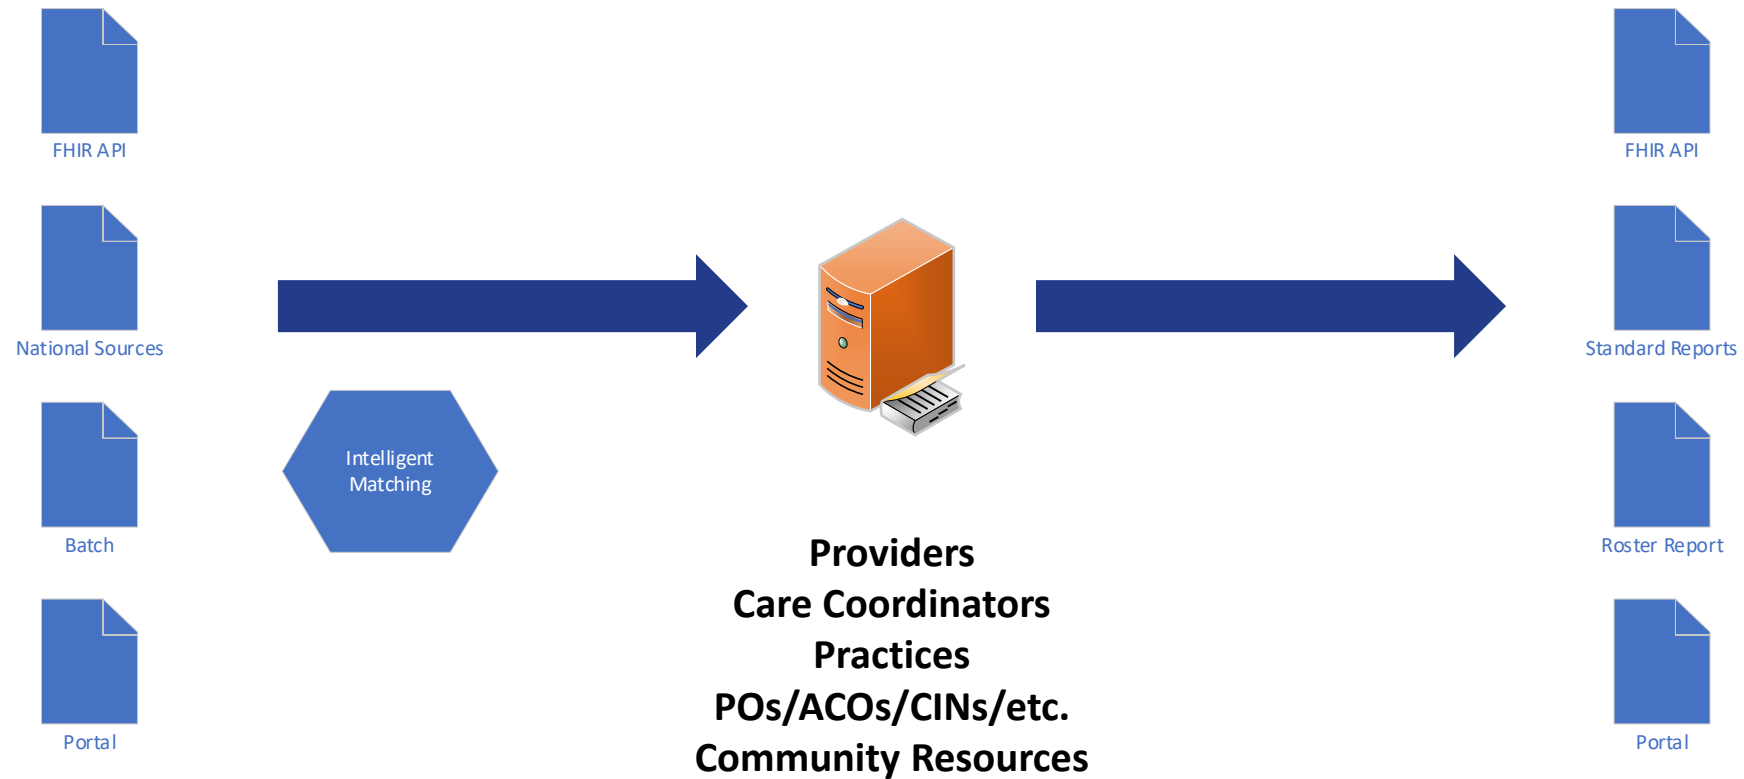 FHIR API
National Sources
Batch
Portal
Intelligent
Matching
Providers
Care Coordinators
Practices
POs/ACOs/CINs/etc.
Community Resources
FHIR API
Standard Reports
Roster Report
Portal